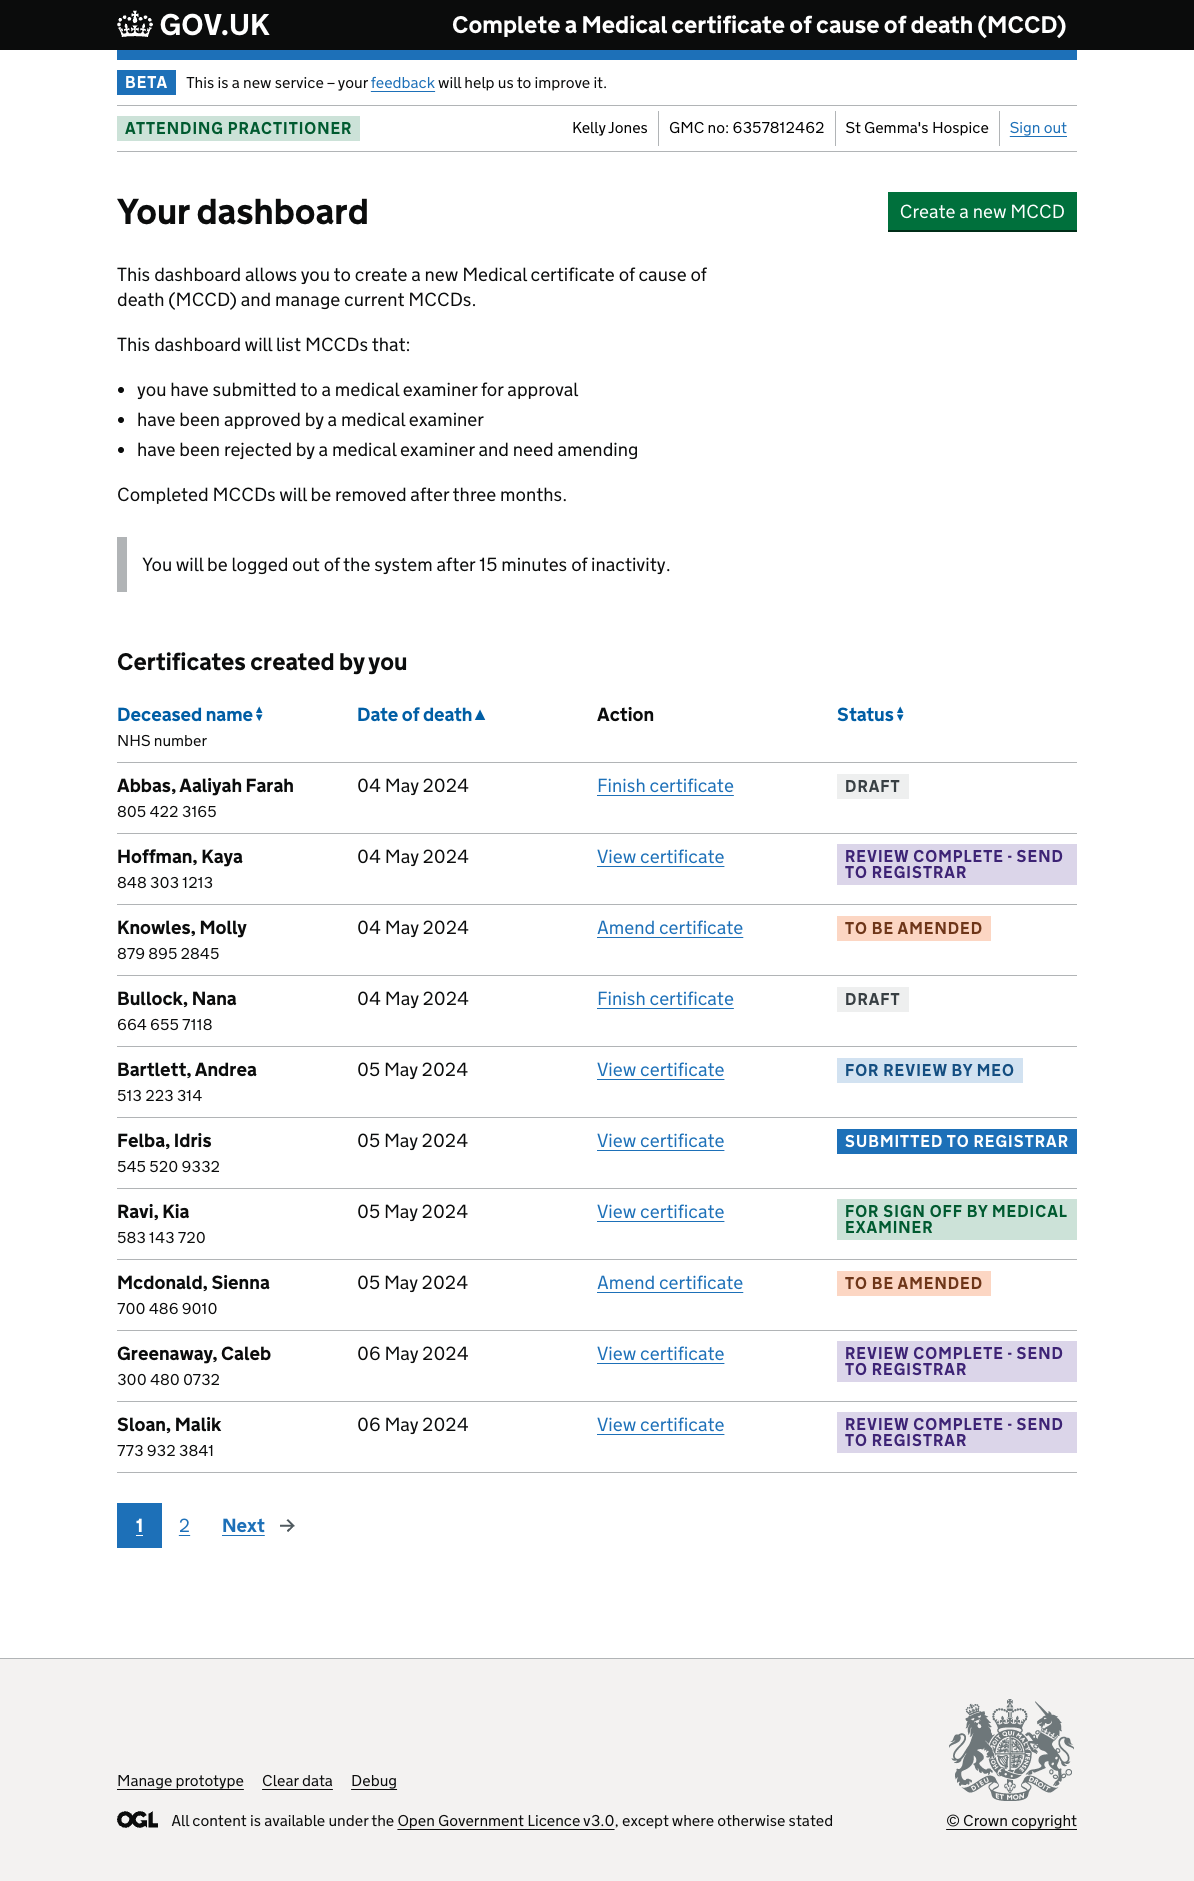 GOV.UK
Complete a Medical certificate of cause of death (MCCD)
BETA
This is a new service – your feedback will help us to improve it.
ATTENDING PRACTITIONER
Kelly Jones
GMC no: 6357812462
St Gemma's Hospice
Sign out
Your dashboard
Create a new MCCD
This dashboard allows you to create a new Medical certificate of cause of
death (MCCD) and manage current MCCDs.
This dashboard will list MCCDs that:
• you have submitted to a medical examiner for approval
• have been approved by a medical examiner
• have been rejected by a medical examiner and need amending
Completed MCCDs will be removed after three months.
You will be logged out of the system after 15 minutes of inactivity.
Certificates created by you
Deceased name
NHS number
Date of death
Action
Status
Abbas, Aaliyah Farah
805 422 3165
04 May 2024
Finish certificate
DRAFT
Hoffman, Kaya
848 303 1213
04 May 2024
View certificate
REVIEW COMPLETE - SEND
TO REGISTRAR
Knowles, Molly
879 895 2845
04 May 2024
Amend certificate
TO BE AMENDED
Bullock, Nana
664 655 7118
04 May 2024
Finish certificate
DRAFT
Bartlett, Andrea
513 223 314
05 May 2024
View certificate
FOR REVIEW BY MEO
Felba, Idris
545 520 9332
05 May 2024
View certificate
SUBMITTED TO REGISTRAR
Ravi, Kia
583 143 720
05 May 2024
View certificate
FOR SIGN OFF BY MEDICAL
EXAMINER
Mcdonald, Sienna
700 486 9010
05 May 2024
Amend certificate
TO BE AMENDED
Greenaway, Caleb
300 480 0732
06 May 2024
View certificate
REVIEW COMPLETE - SEND
TO REGISTRAR
Sloan, Malik
773 932 3841
06 May 2024
View certificate
REVIEW COMPLETE - SEND
TO REGISTRAR
1
2
Next →
Manage prototype
Clear data
Debug
OGL
All content is available under the Open Government Licence v3.0, except where otherwise stated
DIEU ET MON DROIT
© Crown copyright